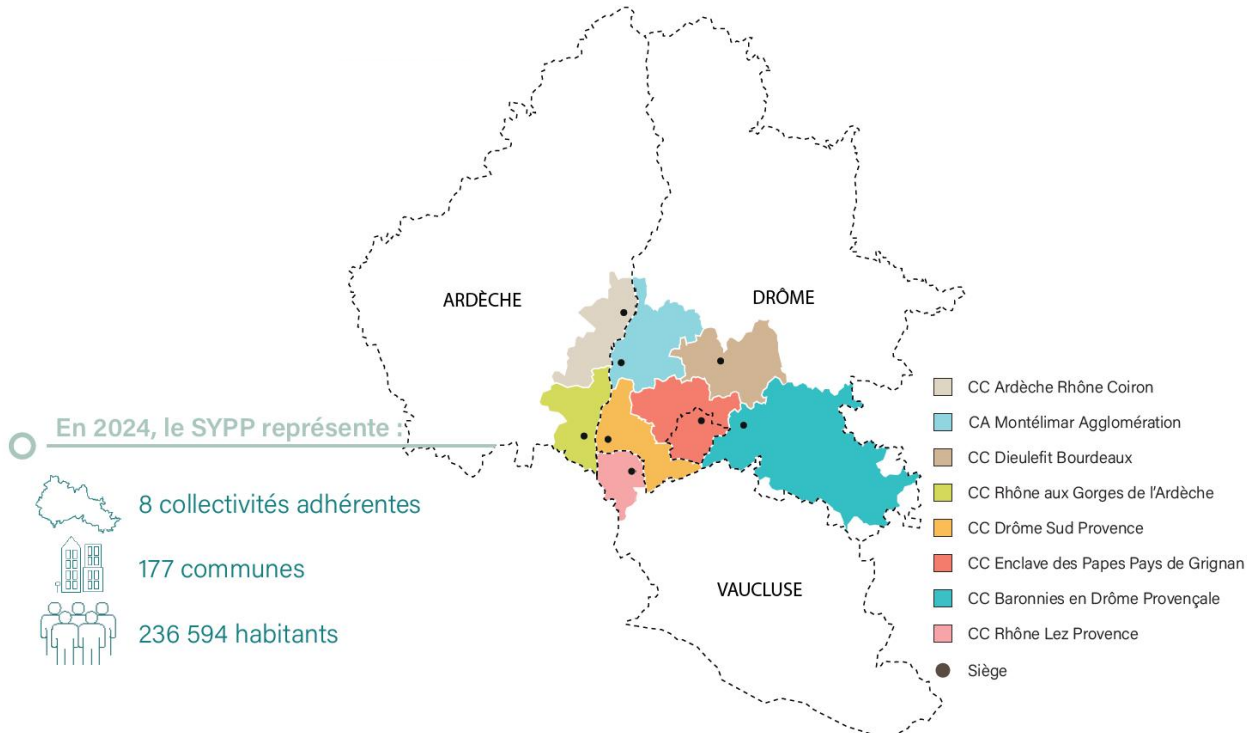 ARDÈCHE
DRÔME
VAUCLUSE
En 2024, le SYPP représente :
8 collectivités adhérentes
177 communes
236 594 habitants
CC Ardèche Rhône Coiron
CA Montélimar Agglomération
CC Dieulefit Bourdeaux
CC Rhône aux Gorges de l'Ardèche
CC Drôme Sud Provence
CC Enclave des Papes Pays de Grignan
CC Baronnies en Drôme Provençale
CC Rhône Lez Provence
Siège